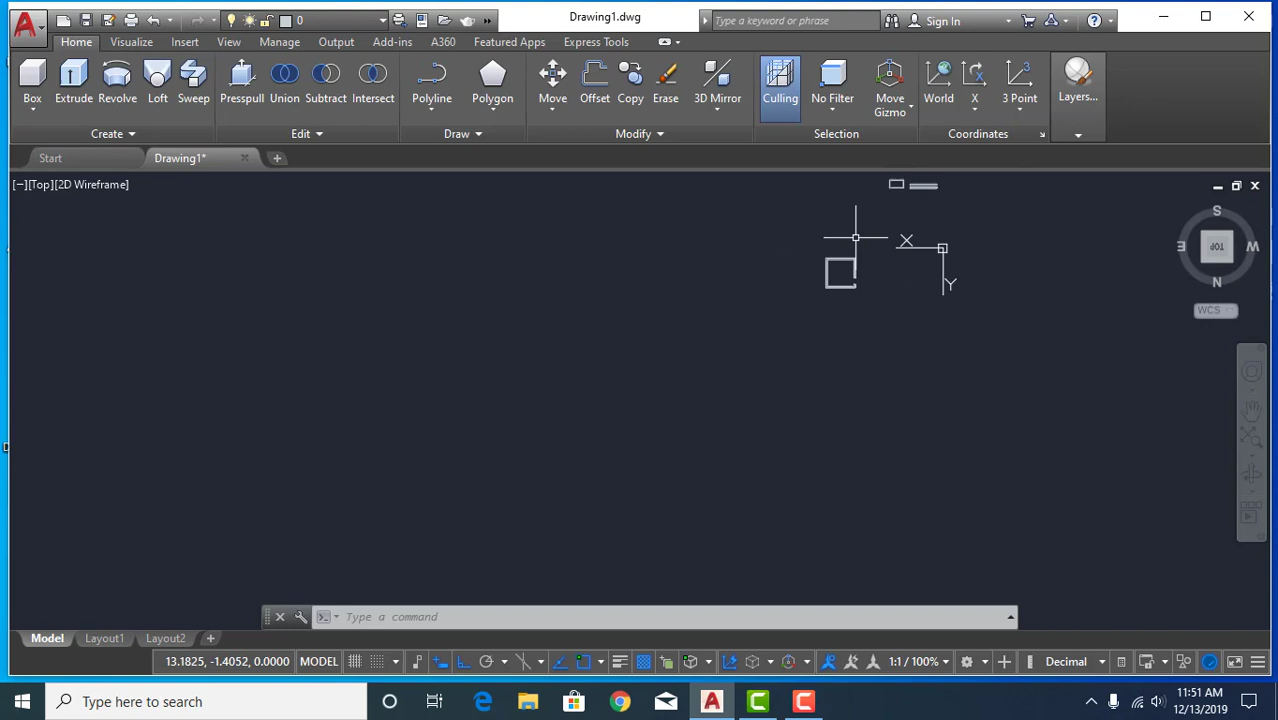 0
Drawing1.dwg
Type a keyword or phrase
Sign In
Home
Visualize
Insert
View
Manage
Output
Add-ins
A360
Featured Apps
Express Tools
Box
Extrude
Revolve
Loft
Sweep
Presspull
Union
Subtract
Intersect
Polyline
Polygon
Move
Offset
Copy
Erase
3D Mirror
Culling
No Filter
Move
Gizmo
World
X
3 Point
Layers...
Create
Edit
Draw
Modify
Selection
Coordinates
Start
Drawing1*
[−][Top][2D Wireframe]
X
Y
S
E
TOP
W
N
WCS
Type a command
Model
Layout1
Layout2
13.1825, -1.4052, 0.0000
MODEL
1:1 / 100%
Decimal
Type here to search
11:51 AM
12/13/2019